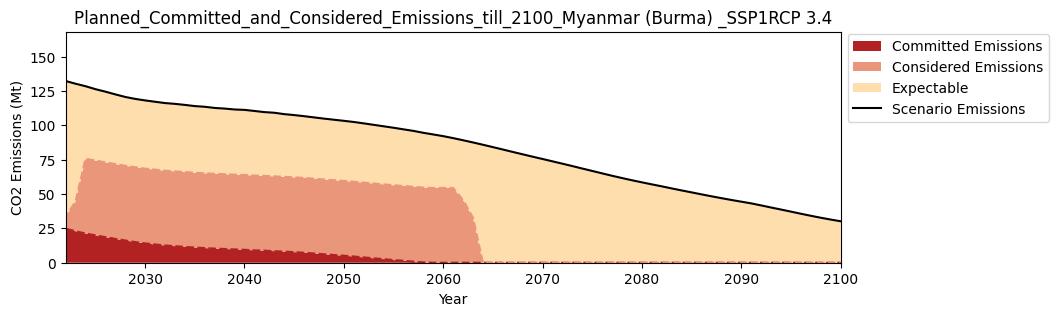 Planned_Committed_and_Considered_Emissions_till_2100_Myanmar (Burma) _SSP1RCP 3.4
Committed Emissions
Considered Emissions
Expectable
Scenario Emissions
CO2 Emissions (Mt)
150
125
100
75
50
25
0
2030
2040
2050
2060
2070
2080
2090
2100
Year